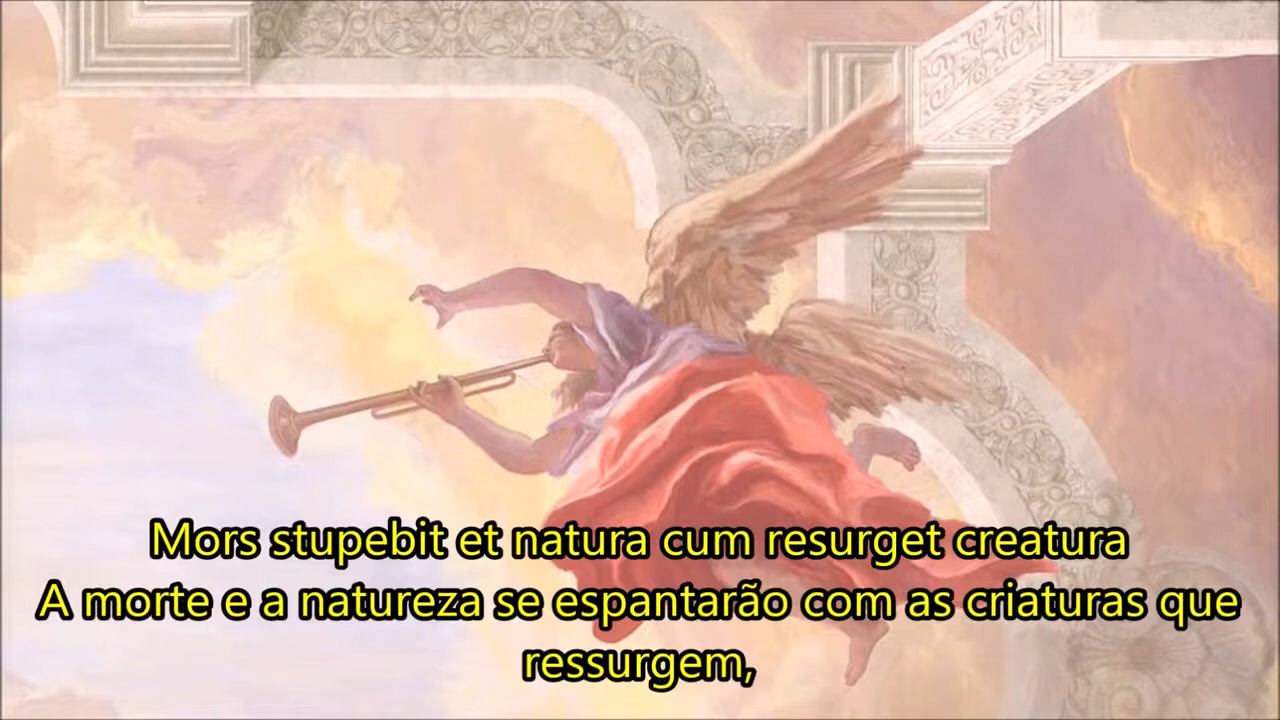 Mors stupebit et natura cum resurget creatura
A morte e a natureza se espantarão com as criaturas que
ressurgem,